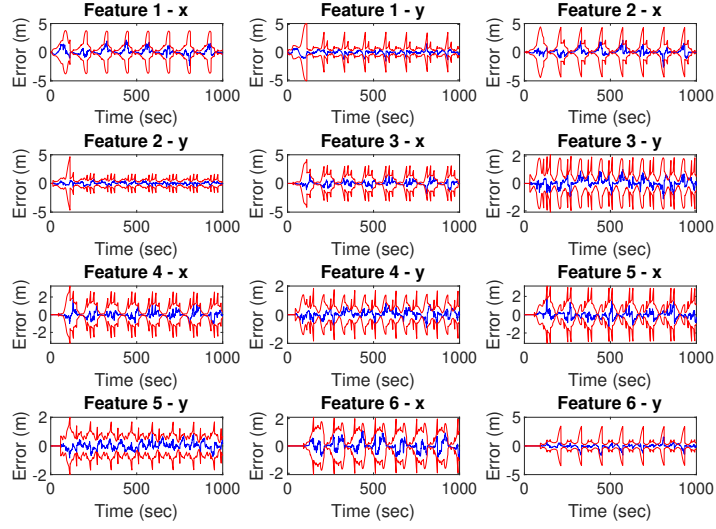 Feature 1 - x
Feature 1 - y
Feature 2 - x
Error (m)
5
0
-5
0
500
1000
Time (sec)
Error (m)
5
0
-5
0
500
1000
Time (sec)
Error (m)
5
0
-5
0
500
1000
Time (sec)
Feature 2 - y
Feature 3 - x
Feature 3 - y
Error (m)
5
0
-5
0
500
1000
Time (sec)
Error (m)
5
0
-5
0
500
1000
Time (sec)
Error (m)
2
0
-2
0
500
1000
Time (sec)
Feature 4 - x
Feature 4 - y
Feature 5 - x
Error (m)
2
0
-2
0
500
1000
Time (sec)
Error (m)
2
0
-2
0
500
1000
Time (sec)
Error (m)
2
0
-2
0
500
1000
Time (sec)
Feature 5 - y
Feature 6 - x
Feature 6 - y
Error (m)
2
0
-2
0
500
1000
Time (sec)
Error (m)
2
0
-2
0
500
1000
Time (sec)
Error (m)
5
0
-5
0
500
1000
Time (sec)